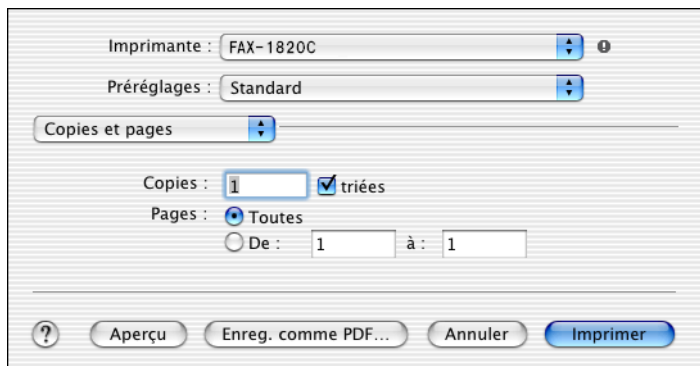 Imprimante : FAX-1820C
Préréglages : Standard
Copies et pages
Copies : 1 triées
Pages : Toutes
De : 1 à : 1
? Aperçu Enreg. comme PDF... Annuler Imprimer